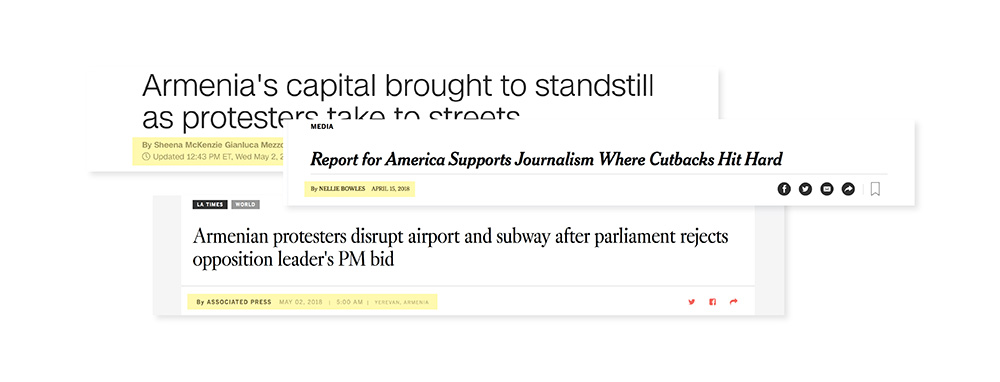 Armenia's capital brought to standstill
as protesters take to streets
By Sheena McKenzie Gianluca Mezzo
Updated 12:43 PM ET, Wed May 2, 2
MEDIA
Report for America Supports Journalism Where Cutbacks Hit Hard
By NELLIE BOWLES APRIL 15, 2018
LA TIMES WORLD
Armenian protesters disrupt airport and subway after parliament rejects
opposition leader's PM bid
By ASSOCIATED PRESS MAY 02, 2018 | 5:00 AM | YEREVAN, ARMENIA